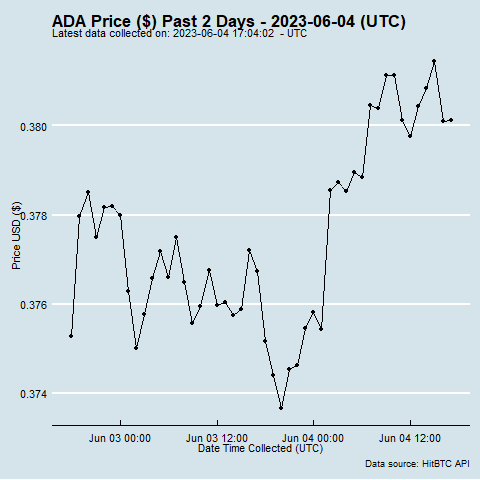 ADA Price ($) Past 2 Days - 2023-06-04 (UTC)
Latest data collected on: 2023-06-04 17:04:02  - UTC
Price USD ($)
0.380
0.378
0.376
0.374
Jun 03 00:00
Jun 03 12:00
Jun 04 00:00
Jun 04 12:00
Date Time Collected (UTC)
Data source: HitBTC API